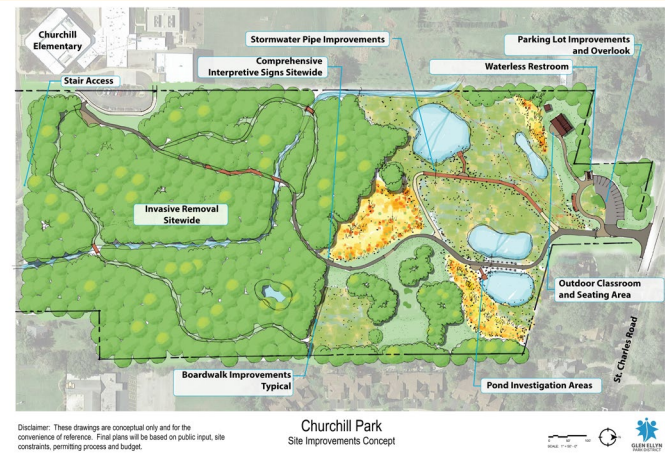 Churchill
Elementary
Stormwater Pipe Improvements
Parking Lot Improvements
and Overlook
Comprehensive
Interpretive Signs Sitewide
Waterless Restroom
Stair Access
Invasive Removal
Sitewide
Outdoor Classroom
and Seating Area
St. Charles Road
Boardwalk Improvements
Typical
Pond Investigation Areas
Disclaimer: These drawings are conceptual only and for the
convenience of reference. Final plans will be based on public input, site
constraints, permitting process and budget.
Churchill Park
Site Improvements Concept
GLEN ELLYN
PARK DISTRICT